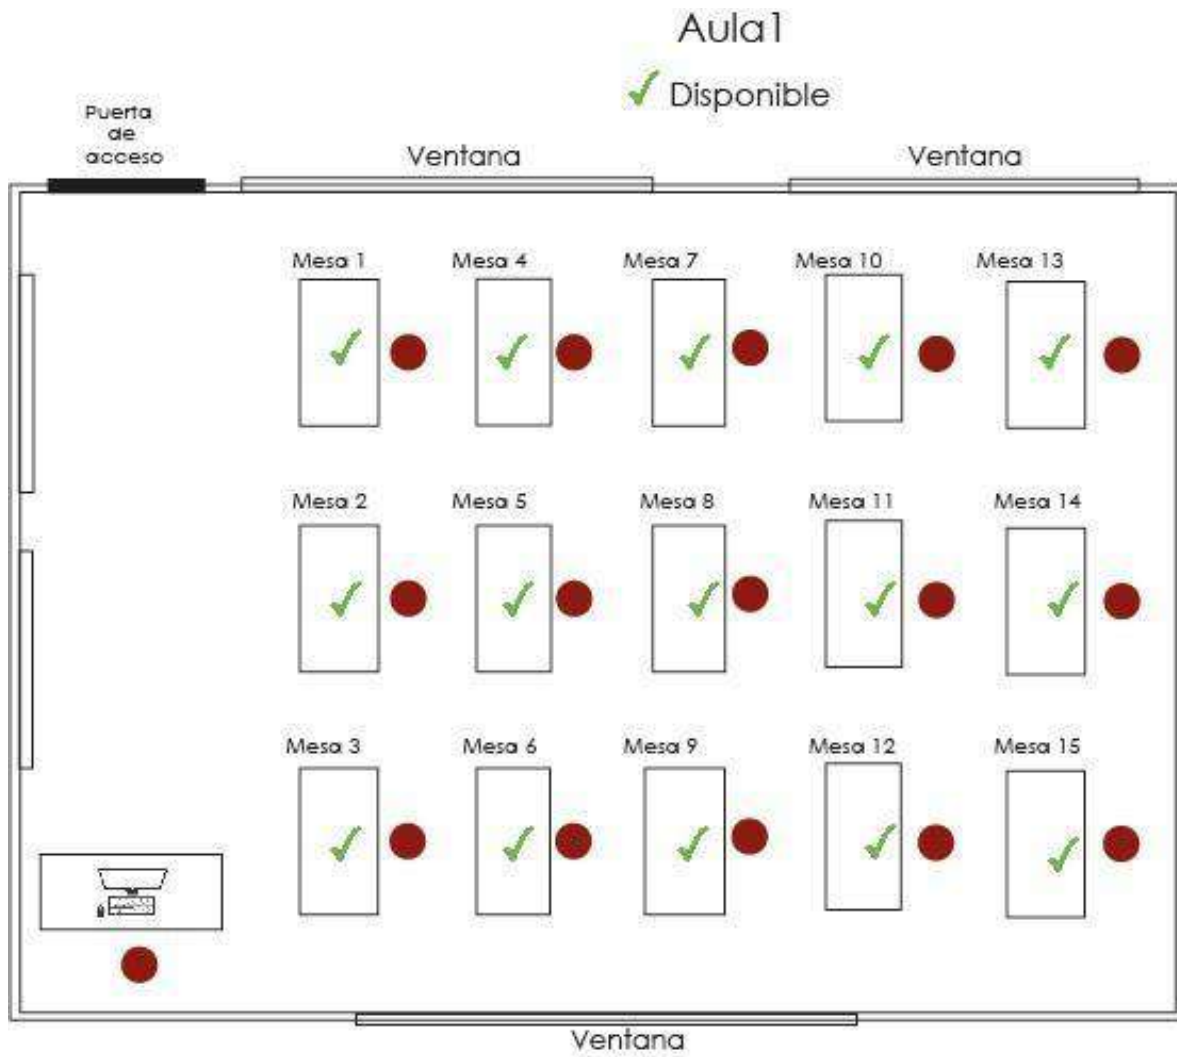 Aula1
Disponible
Puerta
de
acceso
Ventana
Ventana
Mesa 1
Mesa 4
Mesa 7
Mesa 10
Mesa 13
Mesa 2
Mesa 5
Mesa 8
Mesa 11
Mesa 14
Mesa 3
Mesa 6
Mesa 9
Mesa 12
Mesa 15
Ventana